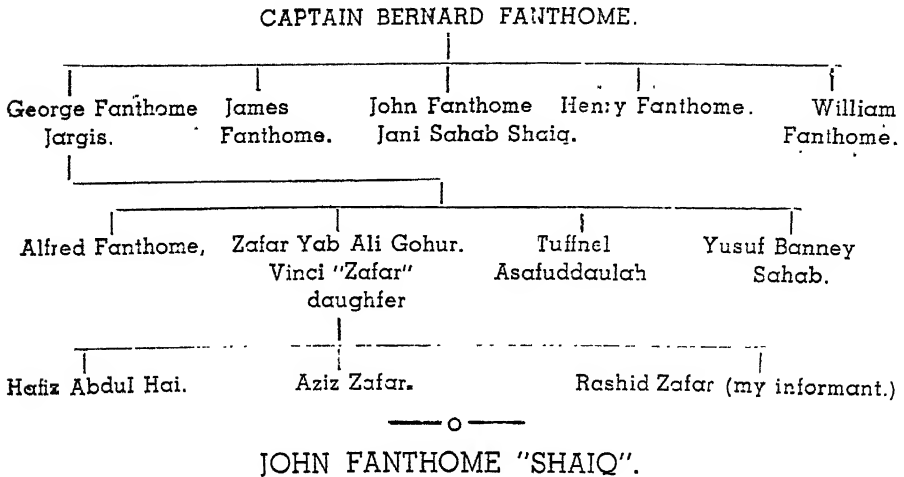 CAPTAIN BERNARD FANTHOME.
George Fanthome James John Fanthome Henry Fanthome. William
Jargis. Fanthome. Jani Sahab Shaiq. Fanthome.
Alfred Fanthome, Zafar Yab Ali Gohur. Tuffnel Yusuf Banney
Vinci "Zafar" Asafuddaulah Sahab.
daughfer
Hafiz Abdul Hai. Aziz Zafar. Rashid Zafar (my informant.)
JOHN FANTHOME "SHAIQ".